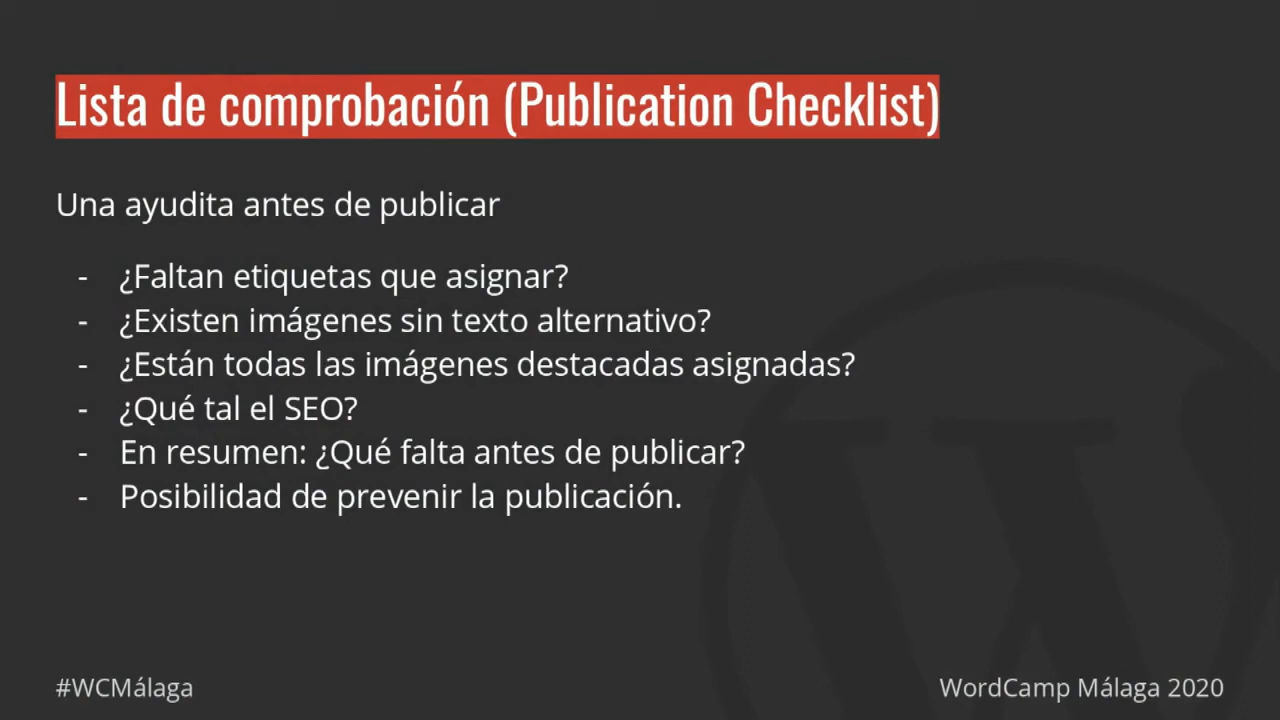 Lista de comprobación (Publication Checklist)
Una ayudita antes de publicar
- ¿Faltan etiquetas que asignar?
- ¿Existen imágenes sin texto alternativo?
- ¿Están todas las imágenes destacadas asignadas?
- ¿Qué tal el SEO?
- En resumen: ¿Qué falta antes de publicar?
- Posibilidad de prevenir la publicación.
#WCMálaga
WordCamp Málaga 2020